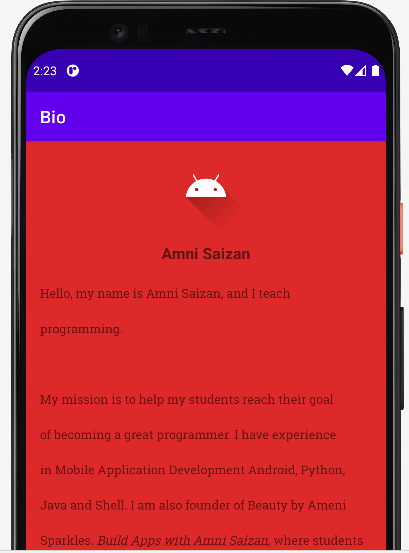 2:23
Bio
Amni Saizan
Hello, my name is Amni Saizan, and I teach
programming.
My mission is to help my students reach their goal
of becoming a great programmer. I have experience
in Mobile Application Development Android, Python,
Java and Shell. I am also founder of Beauty by Ameni
Sparkles. Build Apps with Amni Saizan, where students